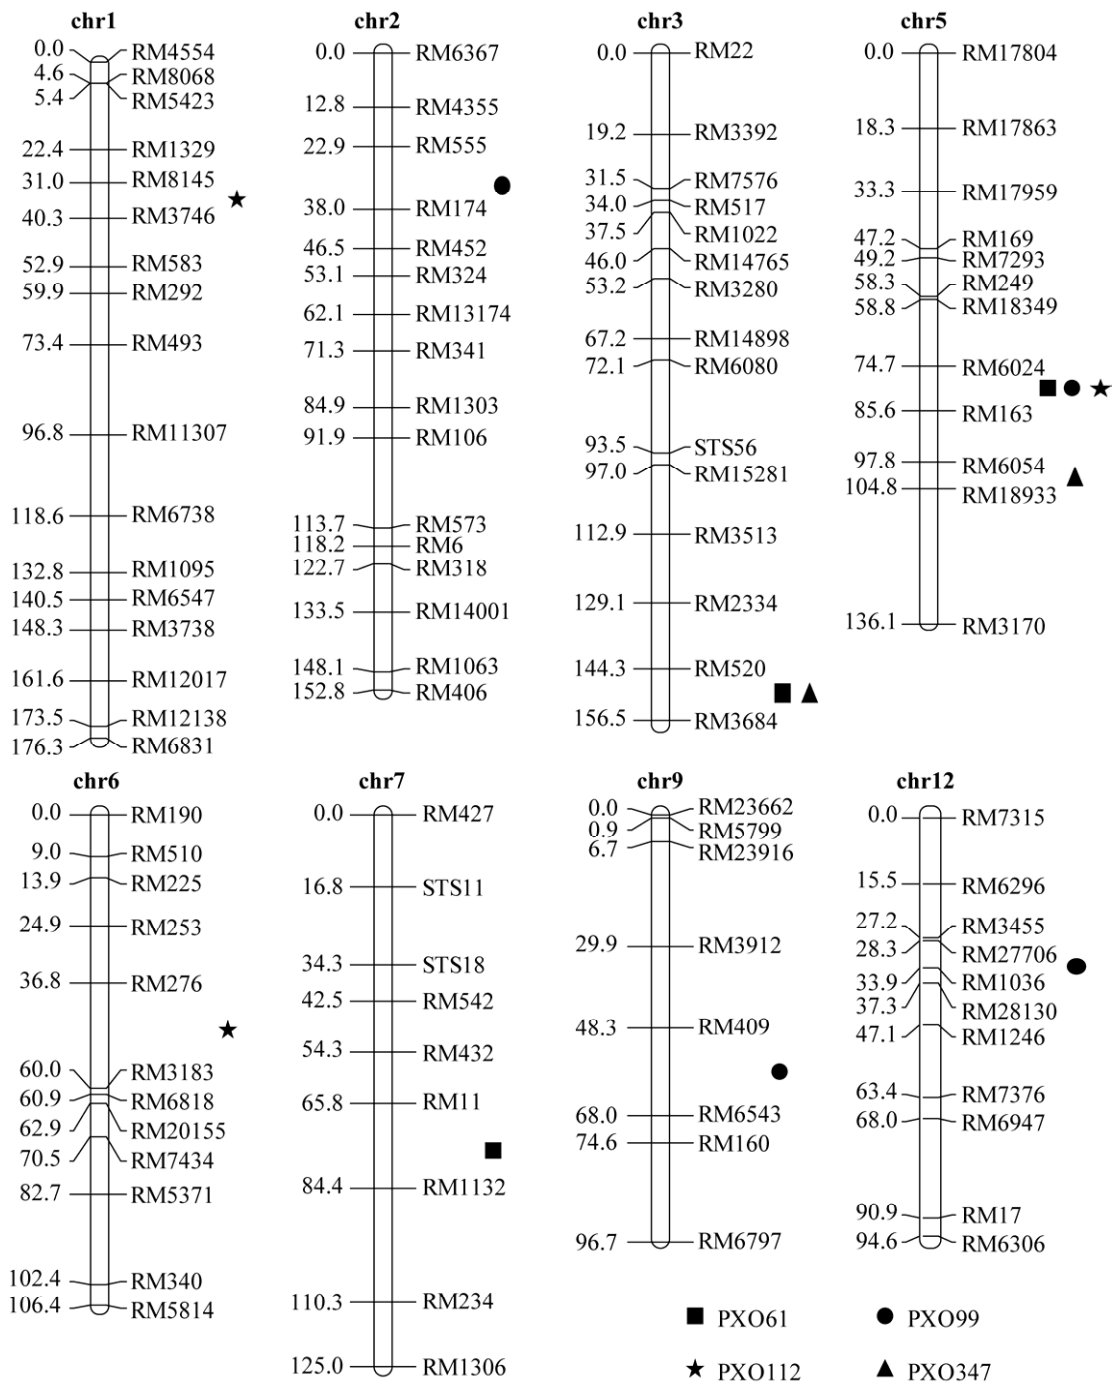 chr1
0.0 RM4554
4.6 RM8068
5.4 RM5423
22.4 RM1329
31.0 RM8145
40.3 RM3746
52.9 RM583
59.9 RM292
73.4 RM493
96.8 RM11307
118.6 RM6738
132.8 RM1095
140.5 RM6547
148.3 RM3738
161.6 RM12017
173.5 RM12138
176.3 RM6831
chr2
0.0 RM6367
12.8 RM4355
22.9 RM555
38.0 RM174
46.5 RM452
53.1 RM324
62.1 RM13174
71.3 RM341
84.9 RM1303
91.9 RM106
113.7 RM573
118.2 RM6
122.7 RM318
133.5 RM14001
148.1 RM1063
152.8 RM406
chr3
0.0 RM22
19.2 RM3392
31.5 RM7576
34.0 RM517
37.5 RM1022
46.0 RM14765
53.2 RM3280
67.2 RM14898
72.1 RM6080
93.5 STS56
97.0 RM15281
112.9 RM3513
129.1 RM2334
144.3 RM520
156.5 RM3684
chr5
0.0 RM17804
18.3 RM17863
33.3 RM17959
47.2 RM169
49.2 RM7293
58.3 RM249
58.8 RM18349
74.7 RM6024
85.6 RM163
97.8 RM6054
104.8 RM18933
136.1 RM3170
chr6
0.0 RM190
9.0 RM510
13.9 RM225
24.9 RM253
36.8 RM276
60.0 RM3183
60.9 RM6818
62.9 RM20155
70.5 RM7434
82.7 RM5371
102.4 RM340
106.4 RM5814
chr7
0.0 RM427
16.8 STS11
34.3 STS18
42.5 RM542
54.3 RM432
65.8 RM11
84.4 RM1132
110.3 RM234
125.0 RM1306
chr9
0.0 RM23662
0.9 RM5799
6.7 RM23916
29.9 RM3912
48.3 RM409
68.0 RM6543
74.6 RM160
96.7 RM6797
chr12
0.0 RM7315
15.5 RM6296
27.2 RM3455
28.3 RM27706
33.9 RM1036
37.3 RM28130
47.1 RM1246
63.4 RM7376
68.0 RM6947
90.9 RM17
94.6 RM6306
PXO61
PXO99
PXO112
PXO347